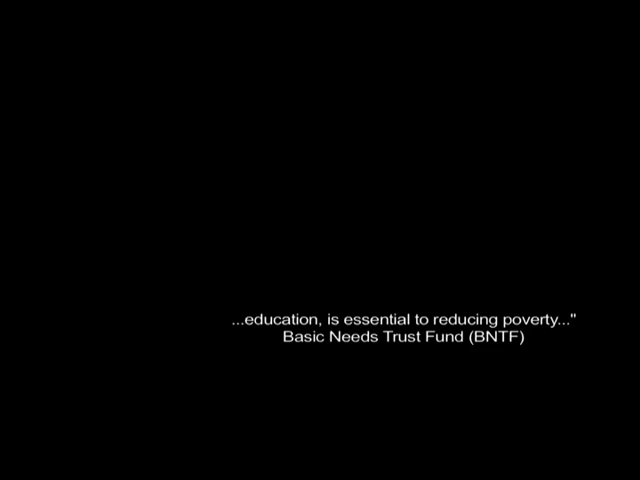 ...education, is essential to reducing poverty..."
Basic Needs Trust Fund (BNTF)